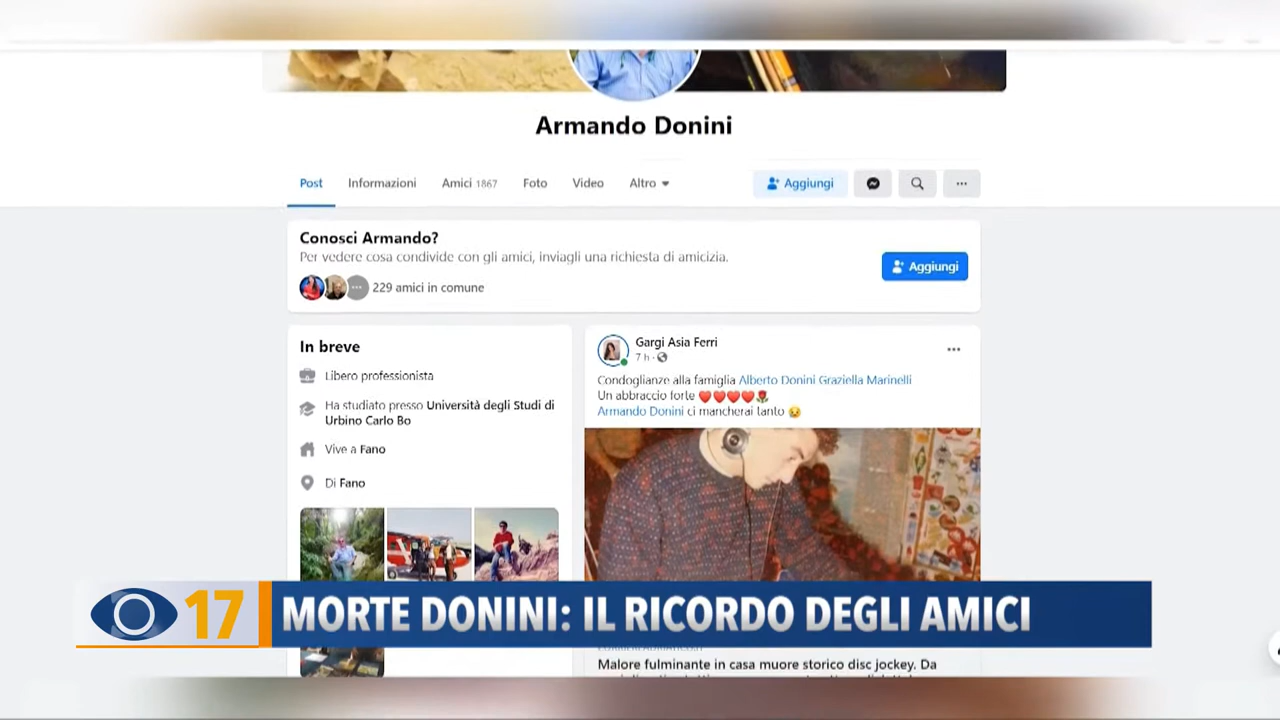 Armando Donini
Post Informazioni Amici 1867 Foto Video Altro Aggiungi
Conosci Armando?
Per vedere cosa condivide con gli amici, inviagli una richiesta di amicizia.
Aggiungi
229 amici in comune
In breve
Libero professionista
Ha studiato presso Università degli Studi di
Urbino Carlo Bo
Vive a Fano
Di Fano
Gargi Asia Ferri
7 h
Condoglianze alla famiglia Alberto Donini Graziella Marinelli
Un abbraccio forte ❤️❤️❤️❤️🌹
Armando Donini ci mancherai tanto 😢
17 MORTE DONINI: IL RICORDO DEGLI AMICI
Malore fulminante in casa muore storico disc jockey. Da